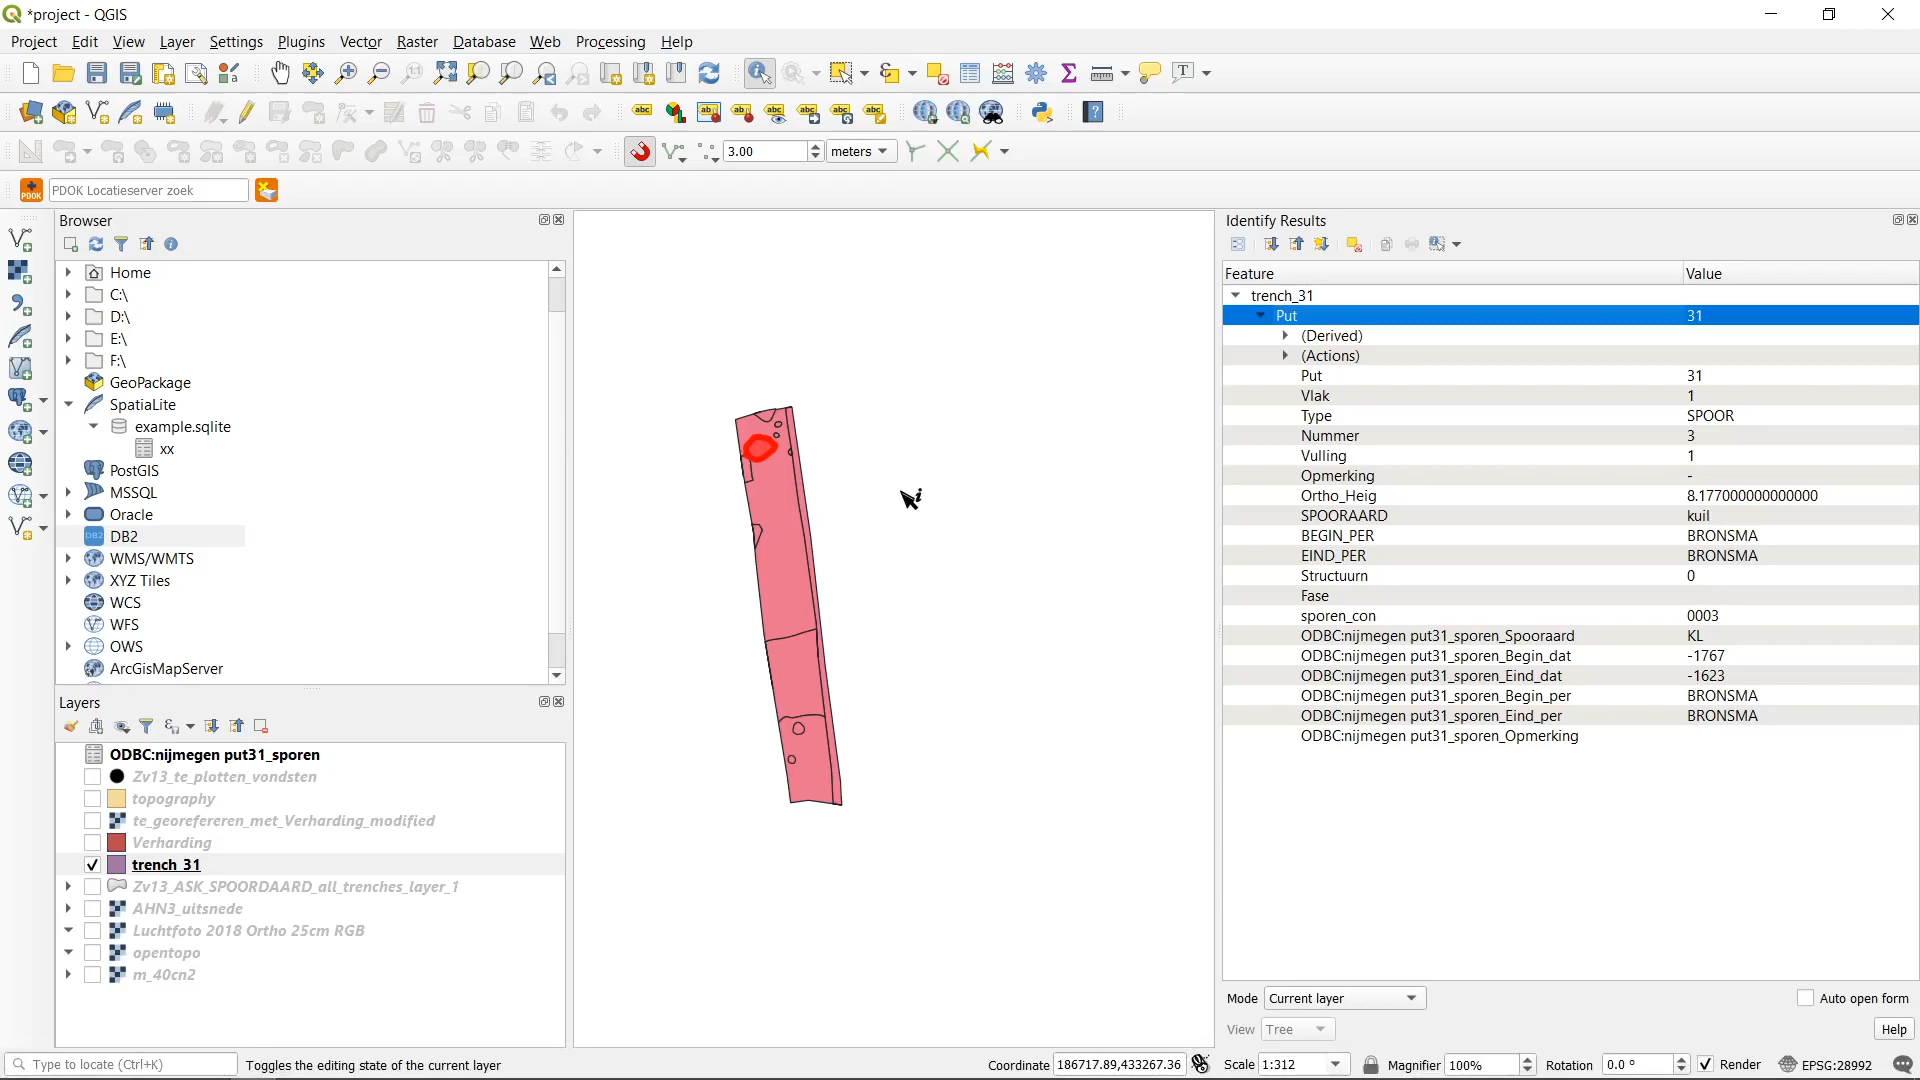 *project - QGIS
Project Edit View Layer Settings Plugins Vector Raster Database Web Processing Help
3.00 meters
PDOK PDOK Locatieserver zoek
Browser
Home
C:\
D:\
E:\
F:\
GeoPackage
SpatiaLite
example.sqlite
xx
PostGIS
MSSQL
Oracle
DB2 DB2
WMS/WMTS
XYZ Tiles
WCS
WFS
OWS
ArcGisMapServer
Layers
ODBC:nijmegen put31_sporen
Zv13_te_plotten_vondsten
topography
te_georefereren_met_Verharding_modified
Verharding
trench_31
Zv13_ASK_SPOORDAARD_all_trenches_layer_1
AHN3_uitsnede
Luchtfoto 2018 Ortho 25cm RGB
opentopo
m_40cn2
Identify Results
Feature Value
trench_31
Put 31
(Derived)
(Actions)
Put 31
Vlak 1
Type SPOOR
Nummer 3
Vulling 1
Opmerking -
Ortho_Heig 8.177000000000000
SPOORAARD kuil
BEGIN_PER BRONSMA
EIND_PER BRONSMA
Structuurn 0
Fase
sporen_con 0003
ODBC:nijmegen put31_sporen_Spooraard KL
ODBC:nijmegen put31_sporen_Begin_dat -1767
ODBC:nijmegen put31_sporen_Eind_dat -1623
ODBC:nijmegen put31_sporen_Begin_per BRONSMA
ODBC:nijmegen put31_sporen_Eind_per BRONSMA
ODBC:nijmegen put31_sporen_Opmerking
Mode Current layer Auto open form
View Tree Help
Type to locate (Ctrl+K) Toggles the editing state of the current layer Coordinate 186717.89,433267.36 Scale 1:312 Magnifier 100% Rotation 0.0 ° Render EPSG:28992